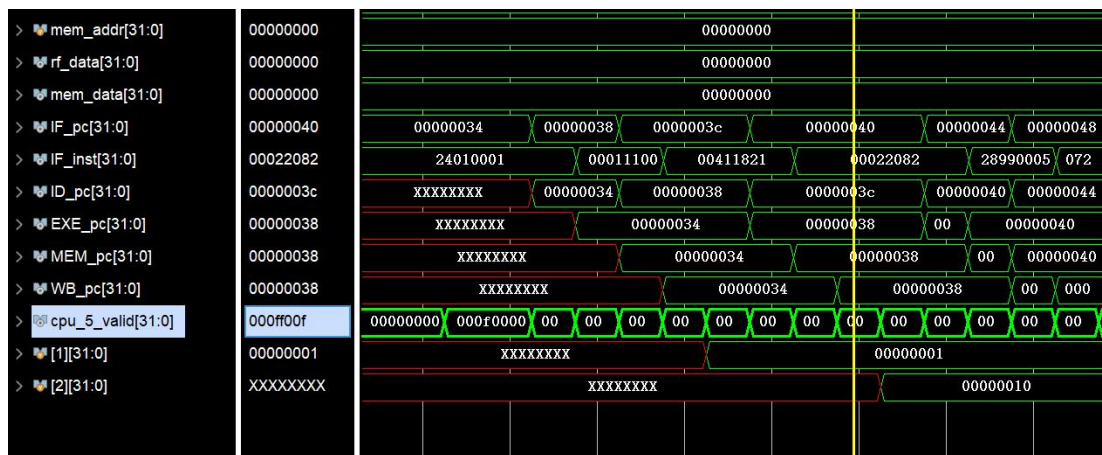 mem_addr[31:0] 00000000 00000000
rf_data[31:0] 00000000 00000000
mem_data[31:0] 00000000 00000000
IF_pc[31:0] 00000040 00000034 00000038 0000003c 00000040 00000044 00000048
IF_inst[31:0] 00022082 24010001 00011100 00411821 00022082 28990005 072
ID_pc[31:0] 0000003c XXXXXXXX 00000034 00000038 0000003c 00000040 00000044
EXE_pc[31:0] 00000038 XXXXXXXX 00000034 00000038 00 00000040
MEM_pc[31:0] 00000038 XXXXXXXX 00000034 00000038 00 00000040
WB_pc[31:0] 00000038 XXXXXXXX 00000034 00000038 00 000
cpu_5_valid[31:0] 000ff00f 00000000 000f0000 00 00 00 00 00 00 00 00 00 00 00 00 00
[1][31:0] 00000001 XXXXXXXX 00000001
[2][31:0] XXXXXXXX XXXXXXXX 00000010